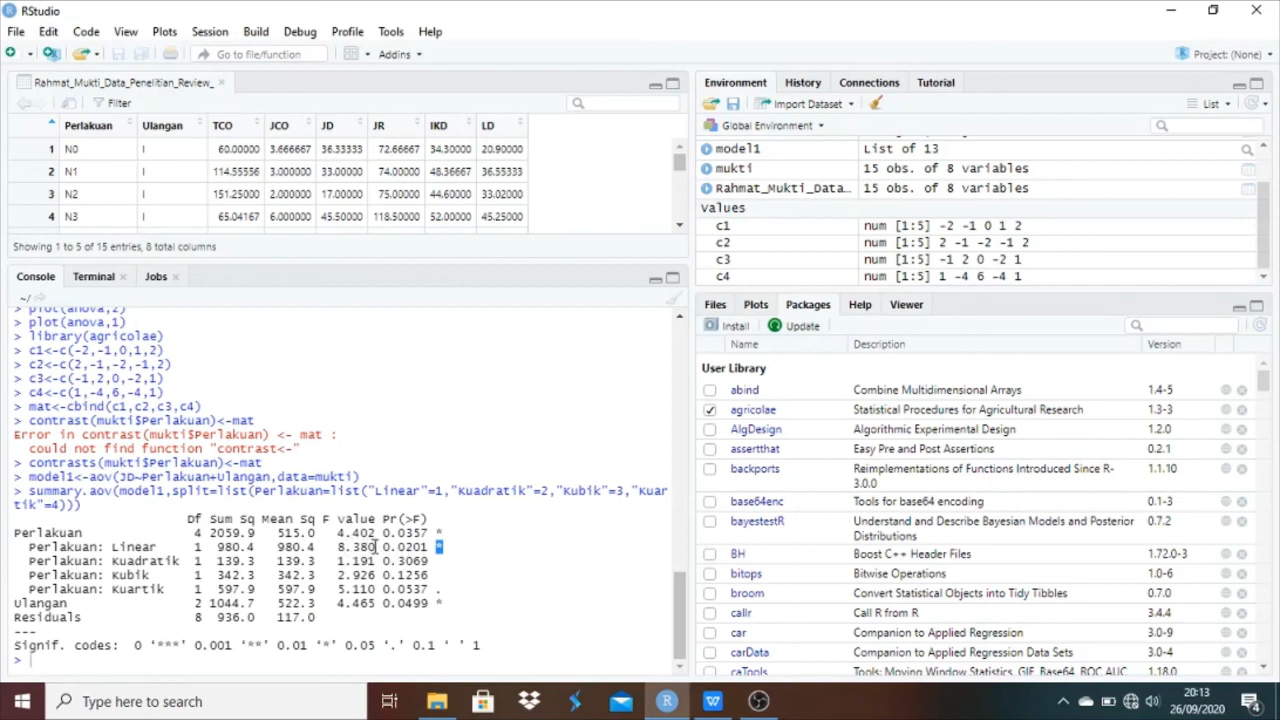 RStudio
File Edit Code View Plots Session Build Debug Profile Tools Help
Go to file/function Addins Project: (None)
Rahmat_Mukti_Data_Penelitian_Review_
Filter
Perlakuan Ulangan TCO JCO JD JR IKD LD
1 N0 I 60.00000 3.666667 36.33333 72.66667 34.30000 20.90000
2 N1 I 114.55556 3.000000 33.00000 74.00000 48.36667 36.55333
3 N2 I 151.25000 2.000000 17.00000 75.00000 44.60000 33.02000
4 N3 I 65.04167 6.000000 45.50000 118.50000 52.00000 45.25000
Showing 1 to 5 of 15 entries, 8 total columns
Console Terminal Jobs
~/
> plot(anova,2)
> plot(anova,1)
> library(agricolae)
> c1<-c(-2,-1,0,1,2)
> c2<-c(2,-1,-2,-1,2)
> c3<-c(-1,2,0,-2,1)
> c4<-c(1,-4,6,-4,1)
> mat<-cbind(c1,c2,c3,c4)
> contrast(mukti$Perlakuan)<-mat
Error in contrast(mukti$Perlakuan) <- mat :
could not find function "contrast<-"
> contrasts(mukti$Perlakuan)<-mat
> model1<-aov(JD~Perlakuan+Ulangan,data=mukti)
> summary.aov(model1,split=list(Perlakuan=list("Linear"=1,"Kuadratik"=2,"Kubik"=3,"Kuar
tik"=4)))
Df Sum Sq Mean Sq F value Pr(>F)
Perlakuan 4 2059.9 515.0 4.402 0.0357 *
Perlakuan: Linear 1 980.4 980.4 8.380 0.0201 *
Perlakuan: Kuadratik 1 139.3 139.3 1.191 0.3069
Perlakuan: Kubik 1 342.3 342.3 2.926 0.1256
Perlakuan: Kuartik 1 597.9 597.9 5.110 0.0537 .
Ulangan 2 1044.7 522.3 4.465 0.0499 *
Residuals 8 936.0 117.0
---
Signif. codes: 0 ‘***’ 0.001 ‘**’ 0.01 ‘*’ 0.05 ‘.’ 0.1 ‘ ’ 1
>
Environment History Connections Tutorial
Import Dataset List
Global Environment
model1 List of 13
mukti 15 obs. of 8 variables
Rahmat_Mukti_Data... 15 obs. of 8 variables
Values
c1 num [1:5] -2 -1 0 1 2
c2 num [1:5] 2 -1 -2 -1 2
c3 num [1:5] -1 2 0 -2 1
c4 num [1:5] 1 -4 6 -4 1
Files Plots Packages Help Viewer
Install Update
Name Description Version
User Library
abind Combine Multidimensional Arrays 1.4-5
agricolae Statistical Procedures for Agricultural Research 1.3-3
AlgDesign Algorithmic Experimental Design 1.2.0
assertthat Easy Pre and Post Assertions 0.2.1
backports Reimplementations of Functions Introduced Since R-3.0.0 1.1.10
base64enc Tools for base64 encoding 0.1-3
bayestestR Understand and Describe Bayesian Models and Posterior Distributions 0.7.2
BH Boost C++ Header Files 1.72.0-3
bitops Bitwise Operations 1.0-6
broom Convert Statistical Objects into Tidy Tibbles 0.7.0
callr Call R from R 3.4.4
car Companion to Applied Regression 3.0-9
carData Companion to Applied Regression Data Sets 3.0-4
caTools Tools: Moving Window Statistics, GIF, Base64, ROC AUC, 1.18.0
Type here to search
20:13
26/09/2020
4